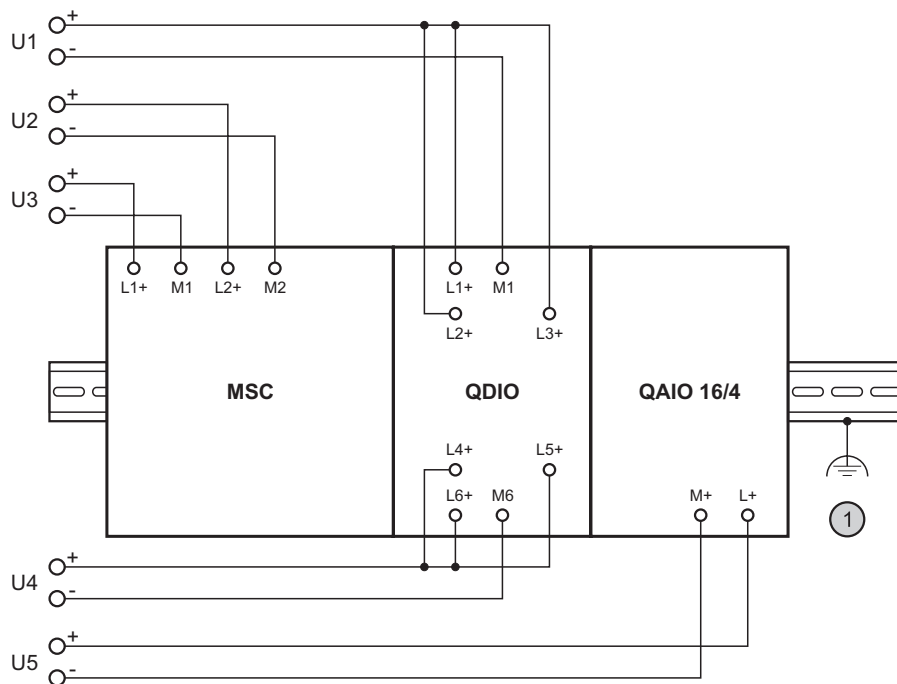 +
U1
-
+
U2
-
+
U3
-
L1+ M1 L2+ M2 L1+ M1
L2+ L3+
MSC QDIO QAIO 16/4
L4+ L5+
L6+ M6 M+ L+
1
+
U4
-
+
U5
-